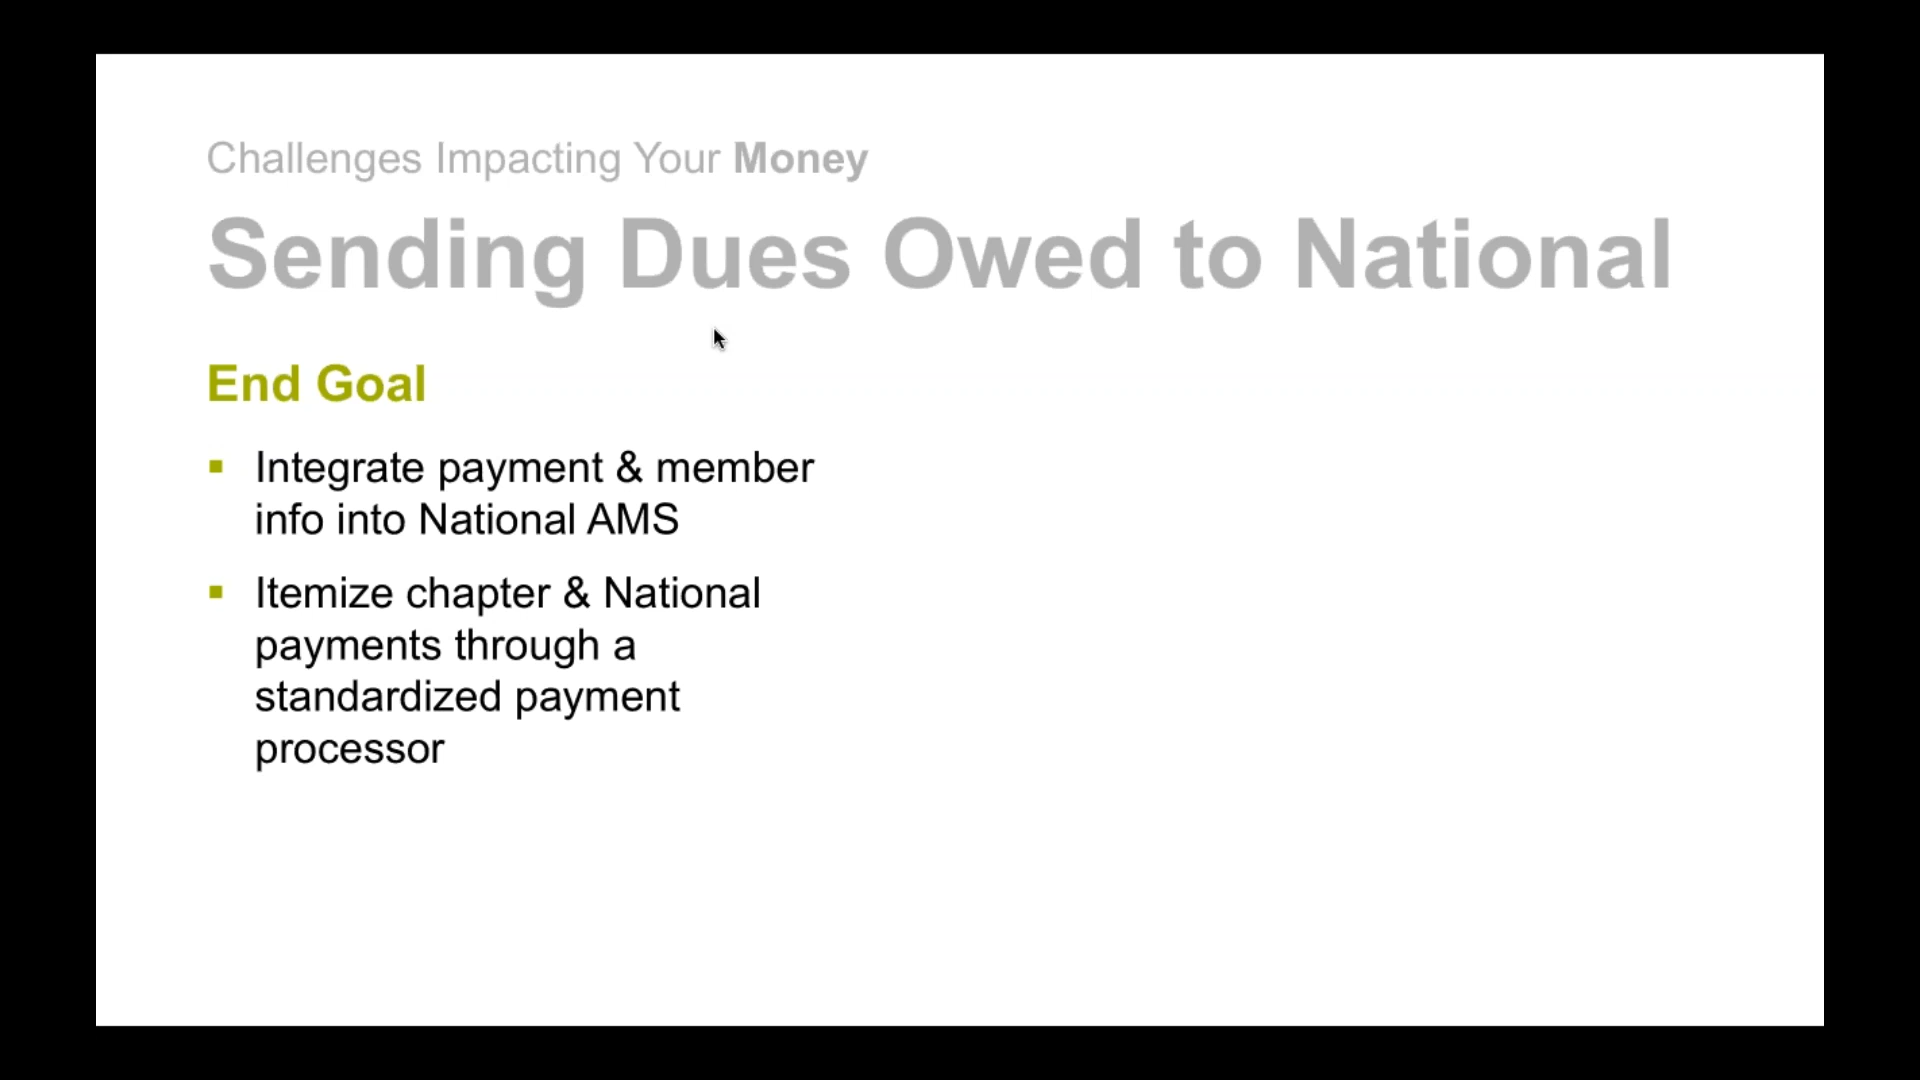 Challenges Impacting Your Money
Sending Dues Owed to National
End Goal
▪ Integrate payment & member
info into National AMS
▪ Itemize chapter & National
payments through a
standardized payment
processor